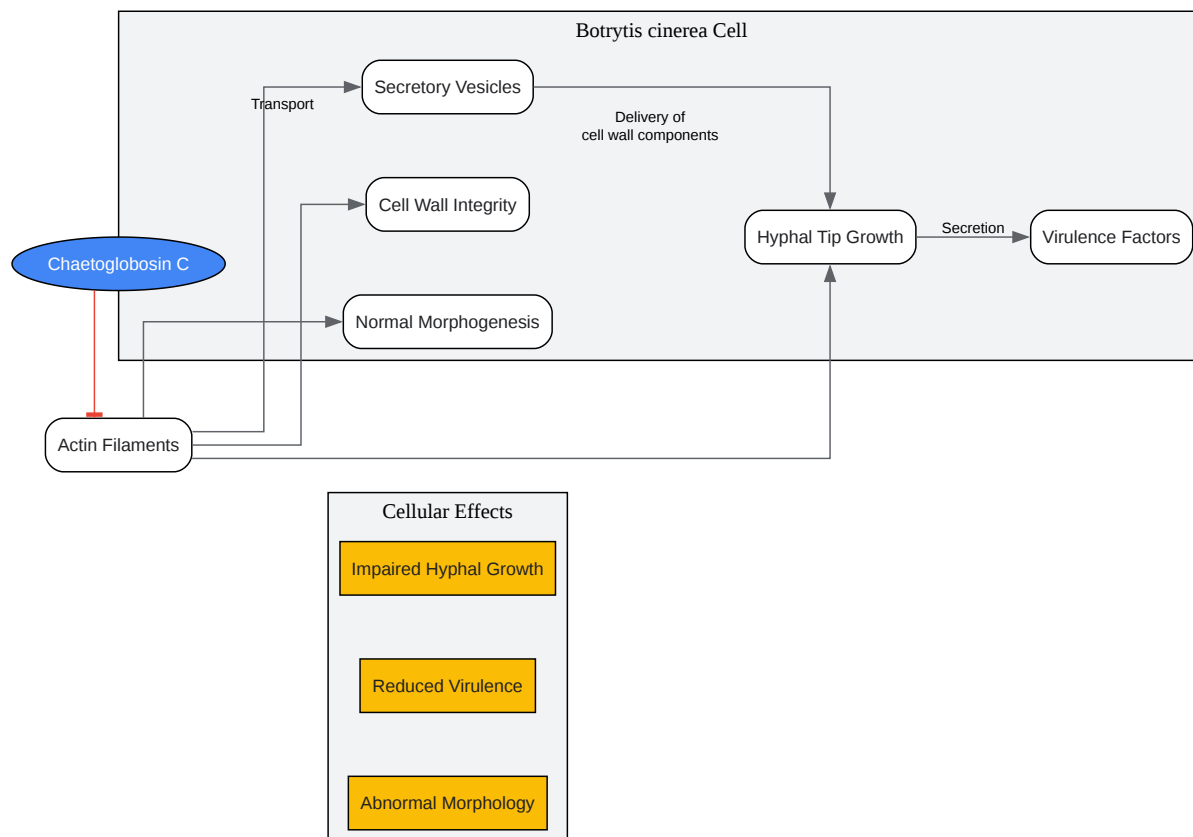 Botrytis cinerea Cell
Secretory Vesicles
Transport
Delivery of
cell wall components
Cell Wall Integrity
Hyphal Tip Growth
Secretion
Virulence Factors
Chaetoglobosin C
Normal Morphogenesis
Actin Filaments
Cellular Effects
Impaired Hyphal Growth
Reduced Virulence
Abnormal Morphology